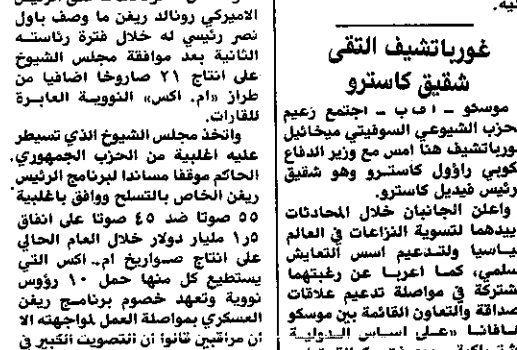 غورباتشيف التقى
شقيق كاسترو
موسكو – ا ف ب – اجتمع زعيم
حزب الشيوعي السوفيتي ميخائيل
ورباتشيف هنا امس مع وزير الدفاع
كوبي راؤول كاسترو وهو شقيق
رئيس فيديل كاسترو.
واعلن الجانبان خلال المحادثات
ييدهما لتسوية النزاعات في العالم
ياسيا ولتدعيم اسس التعايش
سلمي، كما اعربا عن رغبتهما
شتركة في مواصلة تدعيم علاقات
صداقة والتعاون القائمة بين موسكو
افانا «على اساس الدولية
الاميركي رونالد ريغن ما وصف باول
نصر رئيسي له خلال فترة رئاسته
الثانية بعد موافقة مجلس الشيوخ
على انتاج ٢١ صاروخا اضافيا من
طراز «ام. اكس» النووية العابرة
للقارات.
واتخذ مجلس الشيوخ الذي تسيطر
عليه اغلبية من الحزب الجمهوري
الحاكم موقفا مساندا لبرنامج الرئيس
ريغن الخاص بالتسلح ووافق باغلبية
٥٥ صوتا ضد ٤٥ صوتا على انفاق
٥ر١ مليار دولار خلال العام الحالي
على انتاج صواريخ ام. اكس التي
يستطيع كل منها حمل ١٠ رؤوس
نووية وتعهد خصوم برنامج ريغن
العسكري بمواصلة العمل لمواجهته الا
ان مراقبين قالوا ان التصويت الكبير في